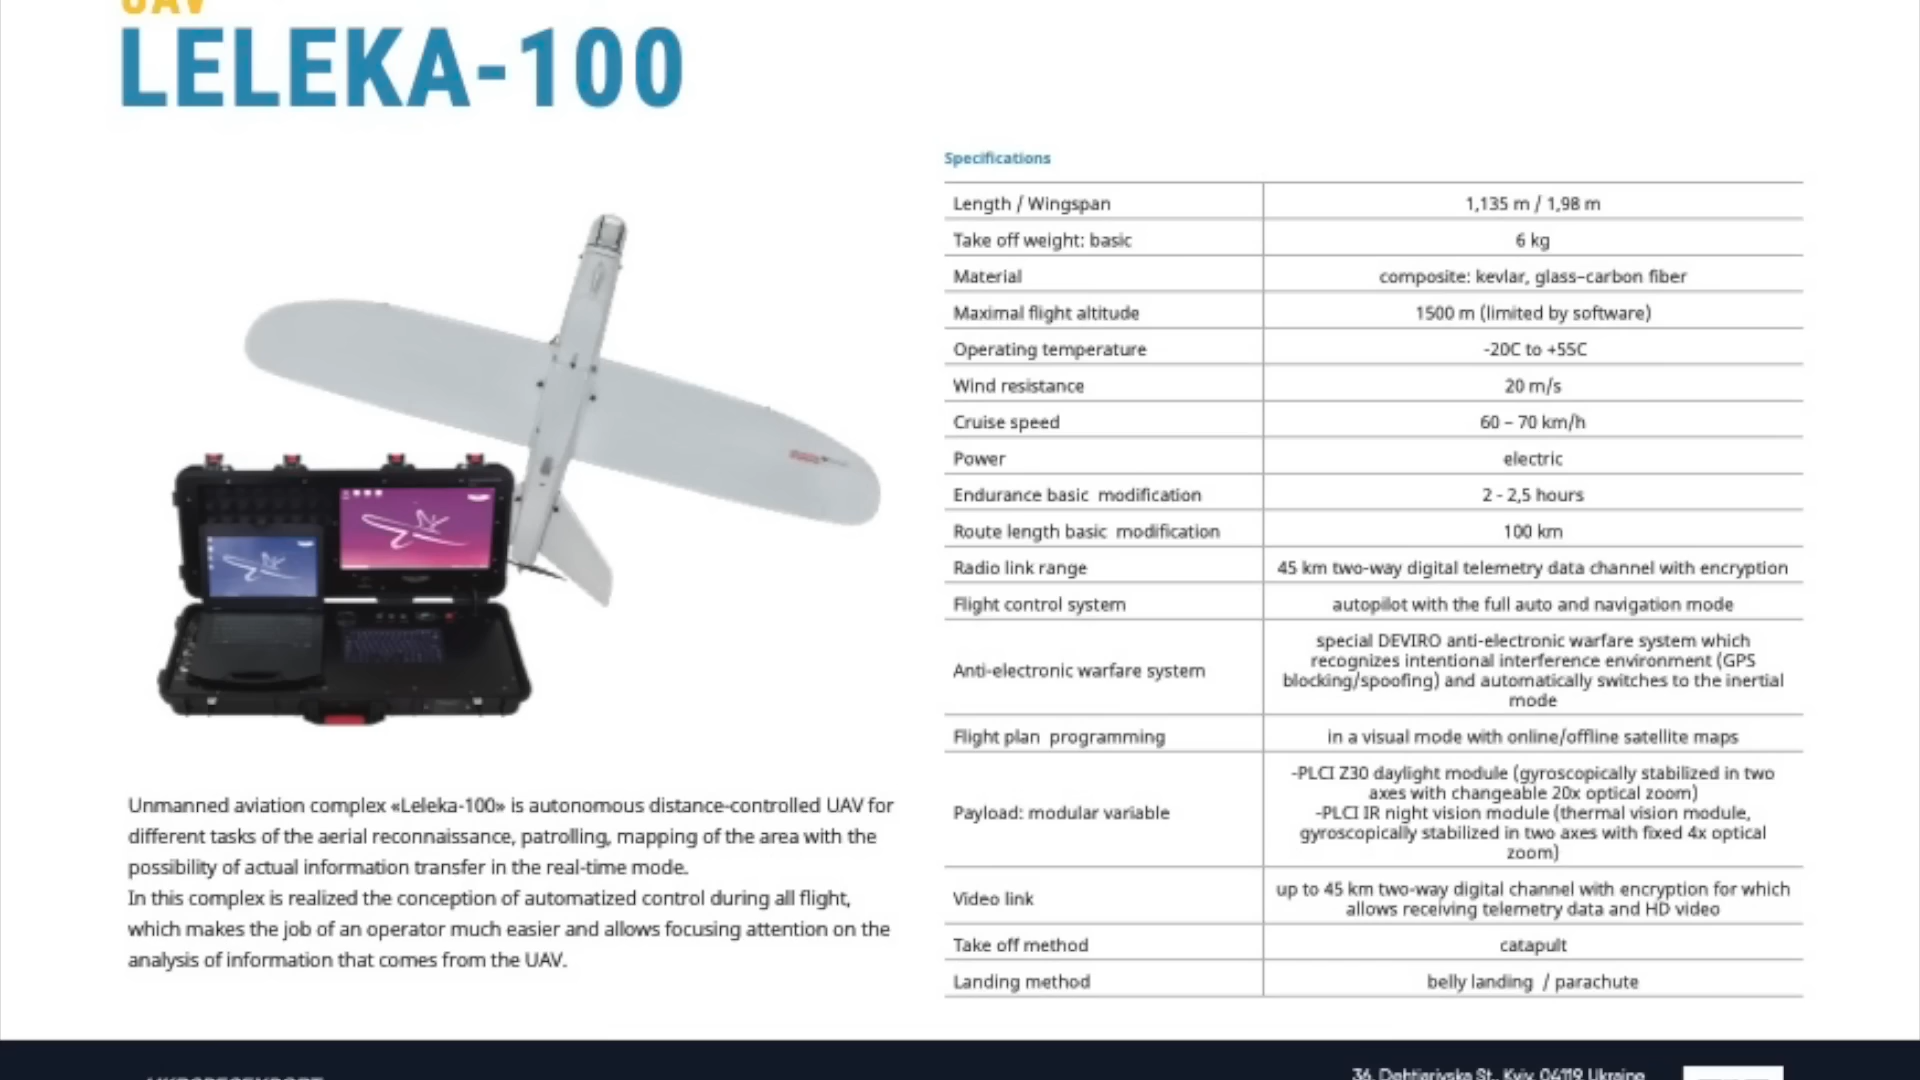 UAV
LELEKA-100
Specifications
Length / Wingspan
1,135 m / 1,98 m
Take off weight: basic
6 kg
Material
composite: kevlar, glass–carbon fiber
Maximal flight altitude
1500 m (limited by software)
Operating temperature
-20C to +55C
Wind resistance
20 m/s
Cruise speed
60 – 70 km/h
Power
electric
Endurance basic modification
2 - 2,5 hours
Route length basic modification
100 km
Radio link range
45 km two-way digital telemetry data channel with encryption
Flight control system
autopilot with the full auto and navigation mode
Anti-electronic warfare system
special DEVIRO anti-electronic warfare system which
recognizes intentional interference environment (GPS
blocking/spoofing) and automatically switches to the inertial
mode
Flight plan programming
in a visual mode with online/offline satellite maps
Payload: modular variable
-PLCI Z30 daylight module (gyroscopically stabilized in two
axes with changeable 20x optical zoom)
-PLCI IR night vision module (thermal vision module,
gyroscopically stabilized in two axes with fixed 4x optical
zoom)
Video link
up to 45 km two-way digital channel with encryption for which
allows receiving telemetry data and HD video
Take off method
catapult
Landing method
belly landing / parachute
Unmanned aviation complex «Leleka-100» is autonomous distance-controlled UAV for
different tasks of the aerial reconnaissance, patrolling, mapping of the area with the
possibility of actual information transfer in the real-time mode.
In this complex is realized the conception of automatized control during all flight,
which makes the job of an operator much easier and allows focusing attention on the
analysis of information that comes from the UAV.
36, Dehtiarivska St., Kyiv, 04119 Ukraine